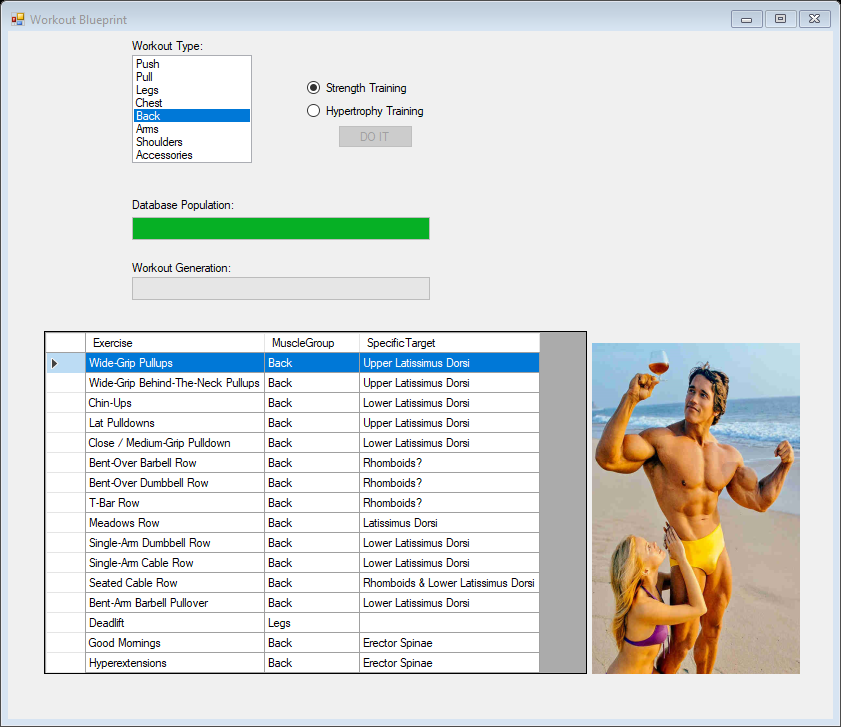 Workout Blueprint
Workout Type:
Push
Pull
Legs
Chest
Back
Arms
Shoulders
Accessories
Strength Training
Hypertrophy Training
DO IT
Database Population:
Workout Generation:
Exercise MuscleGroup SpecificTarget
Wide-Grip Pullups Back Upper Latissimus Dorsi
Wide-Grip Behind-The-Neck Pullups Back Upper Latissimus Dorsi
Chin-Ups Back Lower Latissimus Dorsi
Lat Pulldowns Back Upper Latissimus Dorsi
Close / Medium-Grip Pulldown Back Lower Latissimus Dorsi
Bent-Over Barbell Row Back Rhomboids?
Bent-Over Dumbbell Row Back Rhomboids?
T-Bar Row Back Rhomboids?
Meadows Row Back Latissimus Dorsi
Single-Arm Dumbbell Row Back Lower Latissimus Dorsi
Single-Arm Cable Row Back Lower Latissimus Dorsi
Seated Cable Row Back Rhomboids & Lower Latissimus Dorsi
Bent-Arm Barbell Pullover Back Lower Latissimus Dorsi
Deadlift Legs
Good Mornings Back Erector Spinae
Hyperextensions Back Erector Spinae